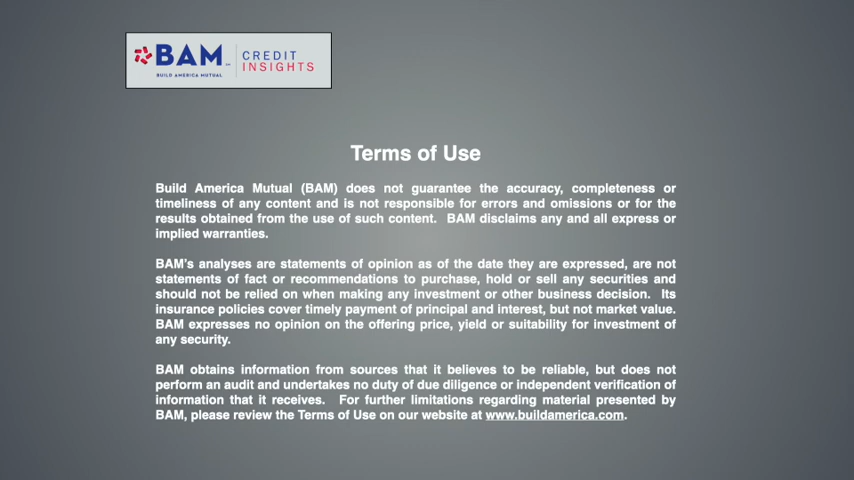 BAM
SM
BUILD AMERICA MUTUAL
CREDIT
INSIGHTS
Terms of Use
Build America Mutual (BAM) does not guarantee the accuracy, completeness or
timeliness of any content and is not responsible for errors and omissions or for the
results obtained from the use of such content. BAM disclaims any and all express or
implied warranties.
BAM's analyses are statements of opinion as of the date they are expressed, are not
statements of fact or recommendations to purchase, hold or sell any securities and
should not be relied on when making any investment or other business decision. Its
insurance policies cover timely payment of principal and interest, but not market value.
BAM expresses no opinion on the offering price, yield or suitability for investment of
any security.
BAM obtains information from sources that it believes to be reliable, but does not
perform an audit and undertakes no duty of due diligence or independent verification of
information that it receives. For further limitations regarding material presented by
BAM, please review the Terms of Use on our website at www.buildamerica.com.